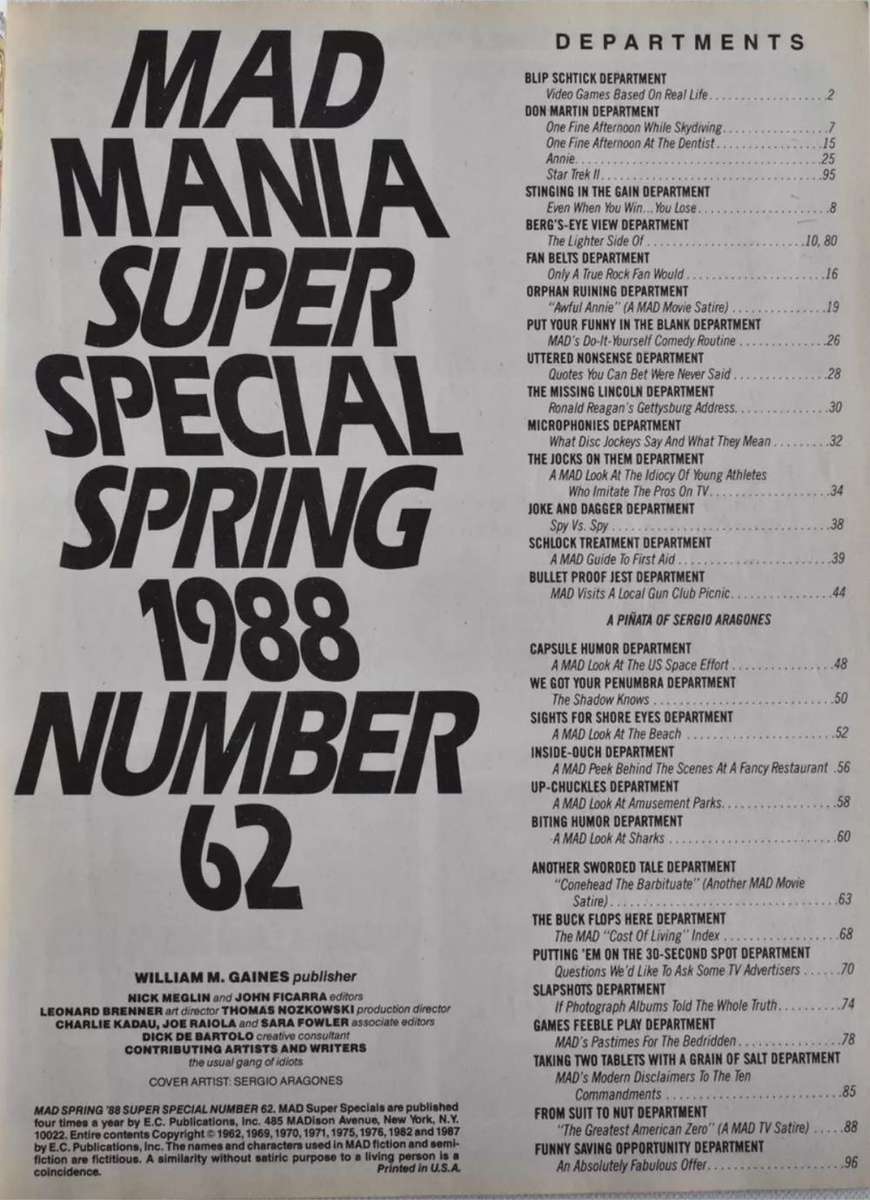 MAD
MANIA
SUPER
SPECIAL
SPRING
1988
NUMBER
62
WILLIAM M. GAINES publisher
NICK MEGLIN and JOHN FICARRA editors
LEONARD BRENNER art director THOMAS NOZKOWSKI production director
CHARLIE KADAU, JOE RAIOLA and SARA FOWLER associate editors
DICK DE BARTOLO creative consultant
CONTRIBUTING ARTISTS AND WRITERS
the usual gang of idiots
COVER ARTIST: SERGIO ARAGONES
MAD SPRING '88 SUPER SPECIAL NUMBER 62. MAD Super Specials are published
four times a year by E.C. Publications, Inc. 485 MADison Avenue, New York, N.Y.
10022. Entire contents Copyright © 1962, 1969, 1970, 1971, 1975, 1976, 1982 and 1987
by E.C. Publications, Inc. The names and characters used in MAD fiction and semi-
fiction are fictitious. A similarity without satiric purpose to a living person is a
coincidence. Printed in U.S.A.
DEPARTMENTS
BLIP SCHTICK DEPARTMENT
Video Games Based On Real Life..................2
DON MARTIN DEPARTMENT
One Fine Afternoon While Skydiving................7
One Fine Afternoon At The Dentist................15
Annie.....................................25
Star Trek II.................................95
STINGING IN THE GAIN DEPARTMENT
Even When You Win...You Lose....................8
BERG'S-EYE VIEW DEPARTMENT
The Lighter Side Of........................10, 80
FAN BELTS DEPARTMENT
Only A True Rock Fan Would.....................16
ORPHAN RUINING DEPARTMENT
"Awful Annie" (A MAD Movie Satire)..............19
PUT YOUR FUNNY IN THE BLANK DEPARTMENT
MAD's Do-It-Yourself Comedy Routine.............26
UTTERED NONSENSE DEPARTMENT
Quotes You Can Bet Were Never Said..............28
THE MISSING LINCOLN DEPARTMENT
Ronald Reagan's Gettysburg Address..............30
MICROPHONIES DEPARTMENT
What Disc Jockeys Say And What They Mean.........32
THE JOCKS ON THEM DEPARTMENT
A MAD Look At The Idiocy Of Young Athletes
Who Imitate The Pros On TV..................34
JOKE AND DAGGER DEPARTMENT
Spy Vs. Spy................................38
SCHLOCK TREATMENT DEPARTMENT
A MAD Guide To First Aid.......................39
BULLET PROOF JEST DEPARTMENT
MAD Visits A Local Gun Club Picnic...............44
A PIÑATA OF SERGIO ARAGONES
CAPSULE HUMOR DEPARTMENT
A MAD Look At The US Space Effort...............48
WE GOT YOUR PENUMBRA DEPARTMENT
The Shadow Knows............................50
SIGHTS FOR SHORE EYES DEPARTMENT
A MAD Look At The Beach......................52
INSIDE-OUCH DEPARTMENT
A MAD Peek Behind The Scenes At A Fancy Restaurant .56
UP-CHUCKLES DEPARTMENT
A MAD Look At Amusement Parks.................58
BITING HUMOR DEPARTMENT
A MAD Look At Sharks.........................60
ANOTHER SWORDED TALE DEPARTMENT
"Conehead The Barbituate" (Another MAD Movie
Satire)..................................63
THE BUCK FLOPS HERE DEPARTMENT
The MAD "Cost Of Living" Index..................68
PUTTING 'EM ON THE 30-SECOND SPOT DEPARTMENT
Questions We'd Like To Ask Some TV Advertisers......70
SLAPSHOTS DEPARTMENT
If Photograph Albums Told The Whole Truth..........74
GAMES FEEBLE PLAY DEPARTMENT
MAD's Pastimes For The Bedridden................78
TAKING TWO TABLETS WITH A GRAIN OF SALT DEPARTMENT
MAD's Modern Disclaimers To The Ten
Commandments..........................85
FROM SUIT TO NUT DEPARTMENT
"The Greatest American Zero" (A MAD TV Satire).....88
FUNNY SAVING OPPORTUNITY DEPARTMENT
An Absolutely Fabulous Offer....................96